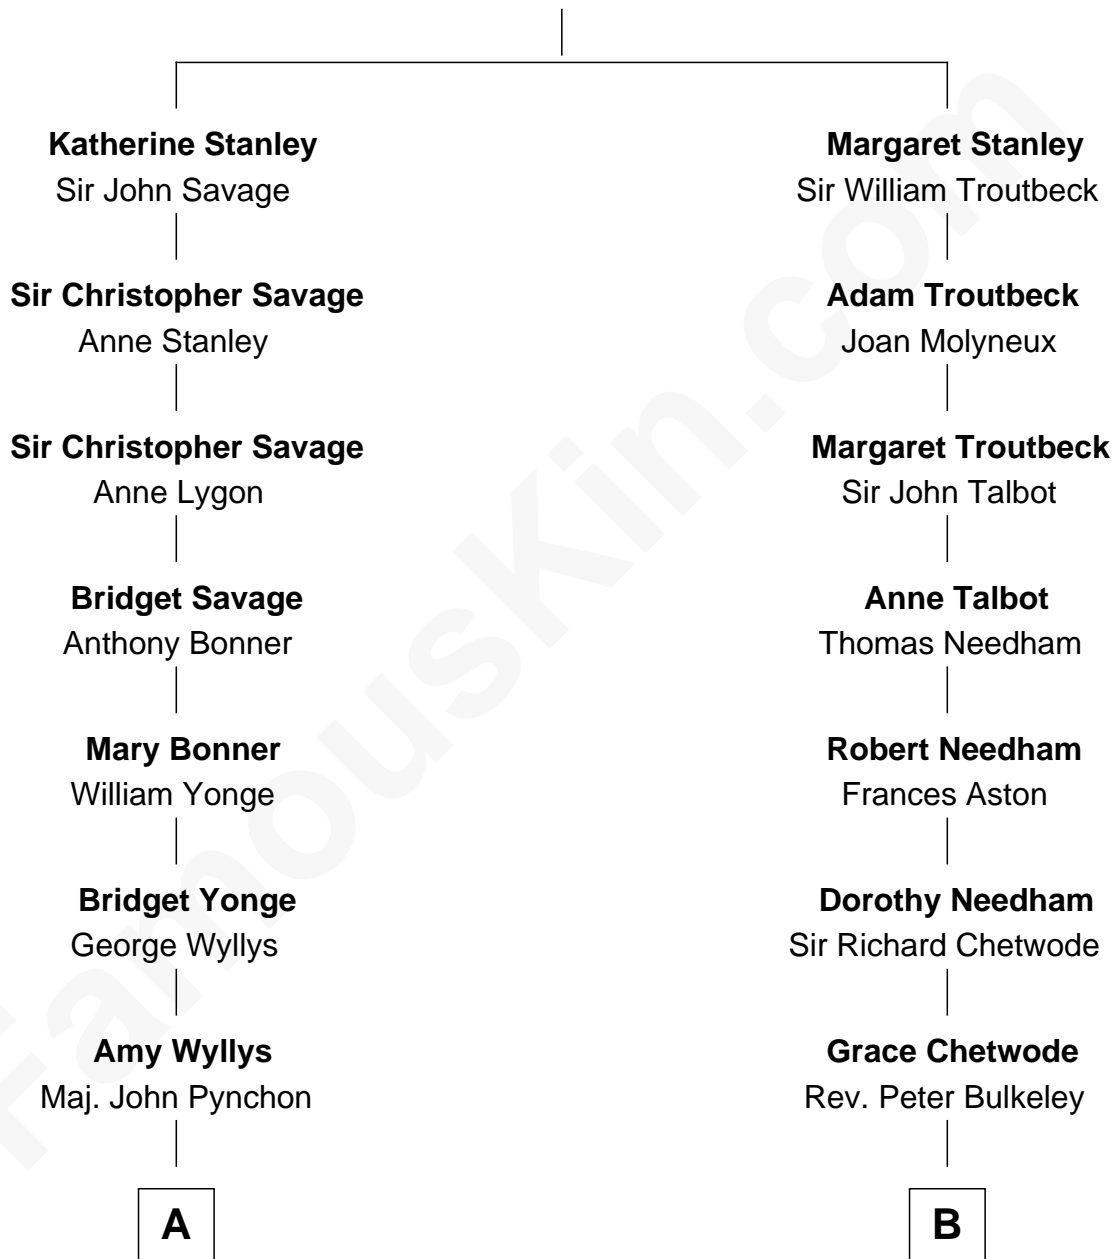 Katherine Stanley
Sir John Savage
Sir Christopher Savage
Anne Stanley
Sir Christopher Savage
Anne Lygon
Bridget Savage
Anthony Bonner
Mary Bonner
William Yonge
Bridget Yonge
George Wyllys
Amy Wyllys
Maj. John Pynchon
A
Margaret Stanley
Sir William Troutbeck
Adam Troutbeck
Joan Molyneux
Margaret Troutbeck
Sir John Talbot
Anne Talbot
Thomas Needham
Robert Needham
Frances Aston
Dorothy Needham
Sir Richard Chetwode
Grace Chetwode
Rev. Peter Bulkeley
B
FamousKin.com